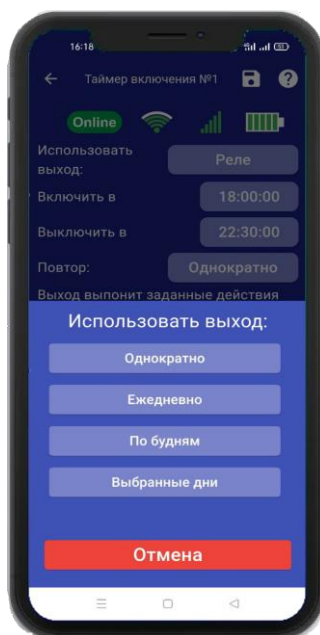 16:18
Таймер включения №1
Online
Использовать
выход:
Реле
Включить в
18:00:00
Выключить в
22:30:00
Повтор:
Однократно
Выход выпонит заданные действия
Использовать выход:
Однократно
Ежедневно
По будням
Выбранные дни
Отмена